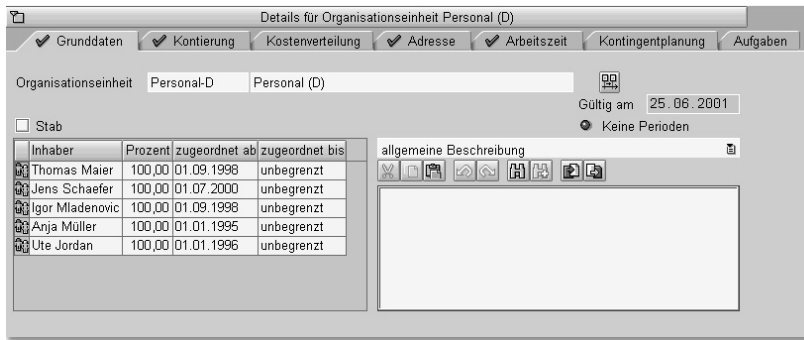 Details für Organisationseinheit Personal (D)
Grunddaten Kontierung Kostenverteilung Adresse Arbeitszeit Kontingentplanung Aufgaben
Organisationseinheit Personal-D Personal (D)
Gültig am 25.06.2001
Stab
Keine Perioden
Inhaber Prozent zugeordnet ab zugeordnet bis
Thomas Maier 100,00 01.09.1998 unbegrenzt
Jens Schaefer 100,00 01.07.2000 unbegrenzt
Igor Mladenovic 100,00 01.09.1998 unbegrenzt
Anja Müller 100,00 01.01.1995 unbegrenzt
Ute Jordan 100,00 01.01.1996 unbegrenzt
allgemeine Beschreibung